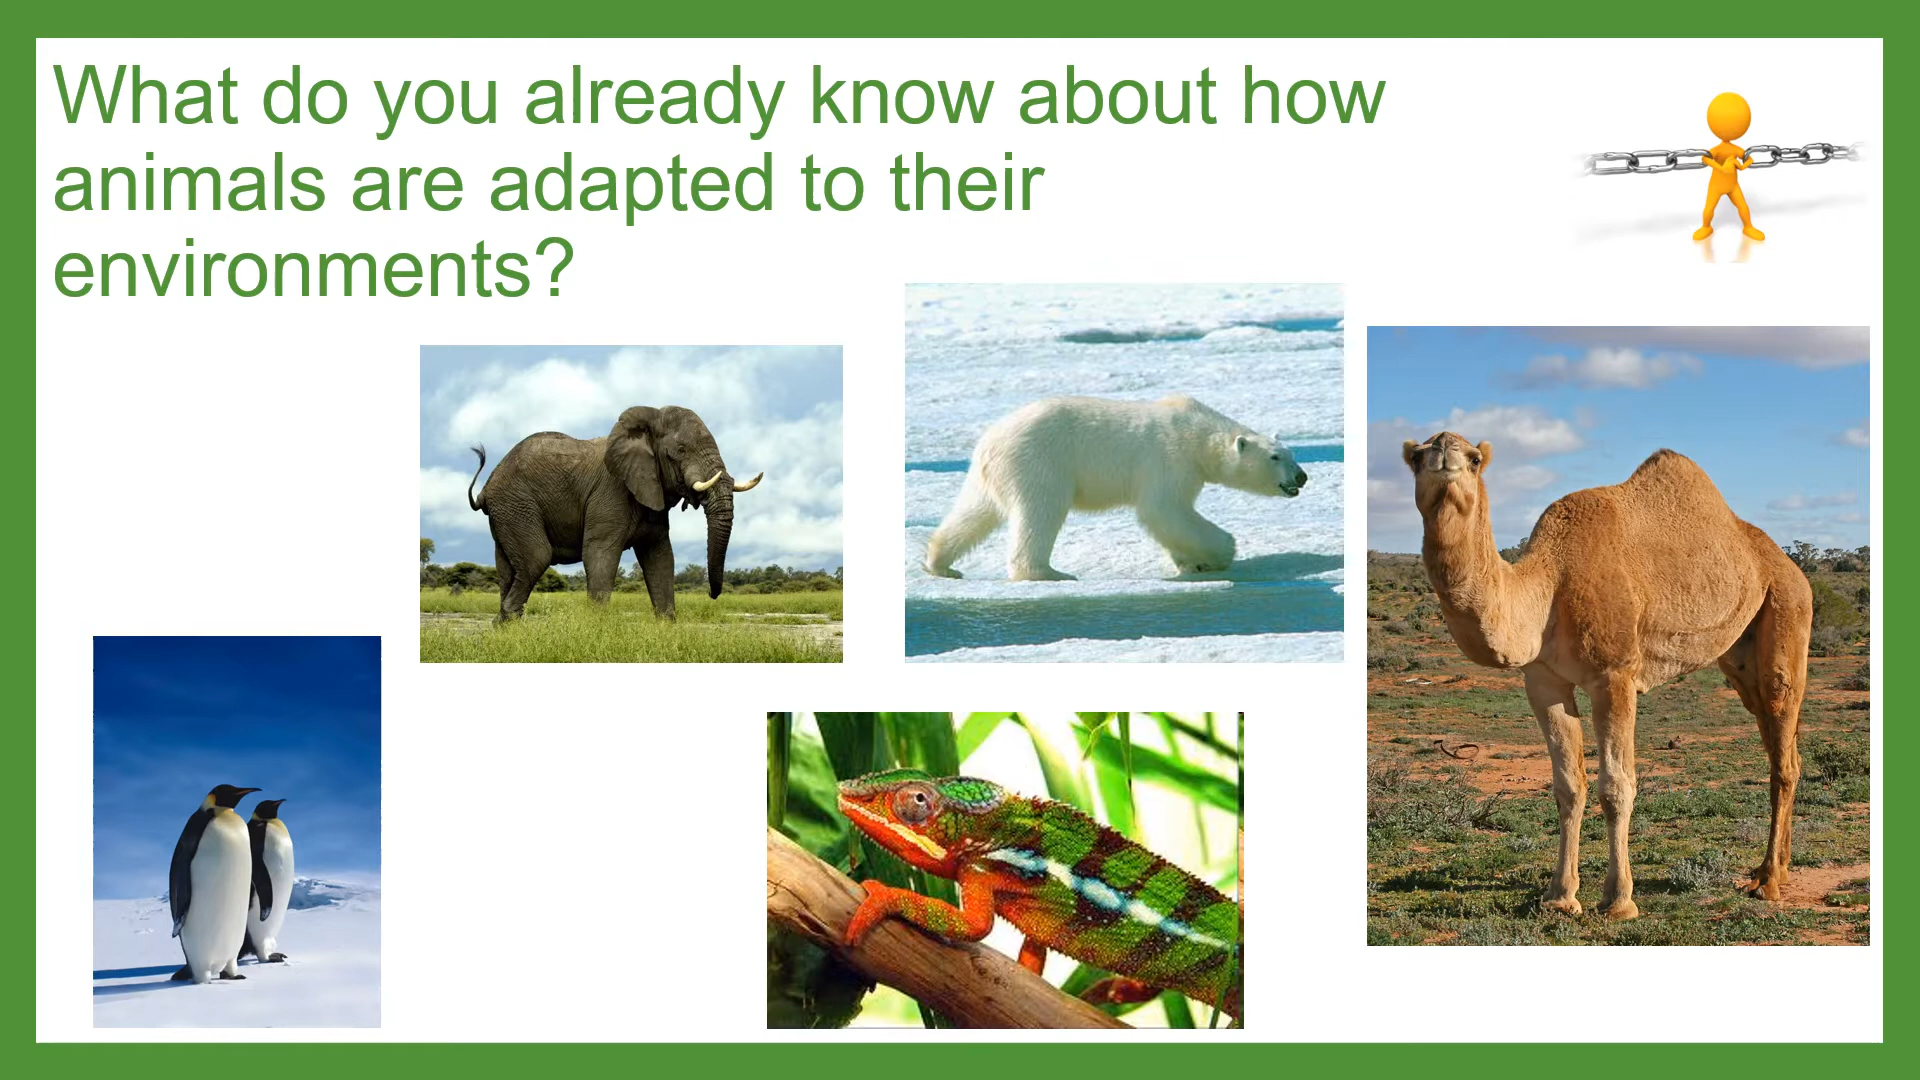 What do you already know about how
animals are adapted to their
environments?